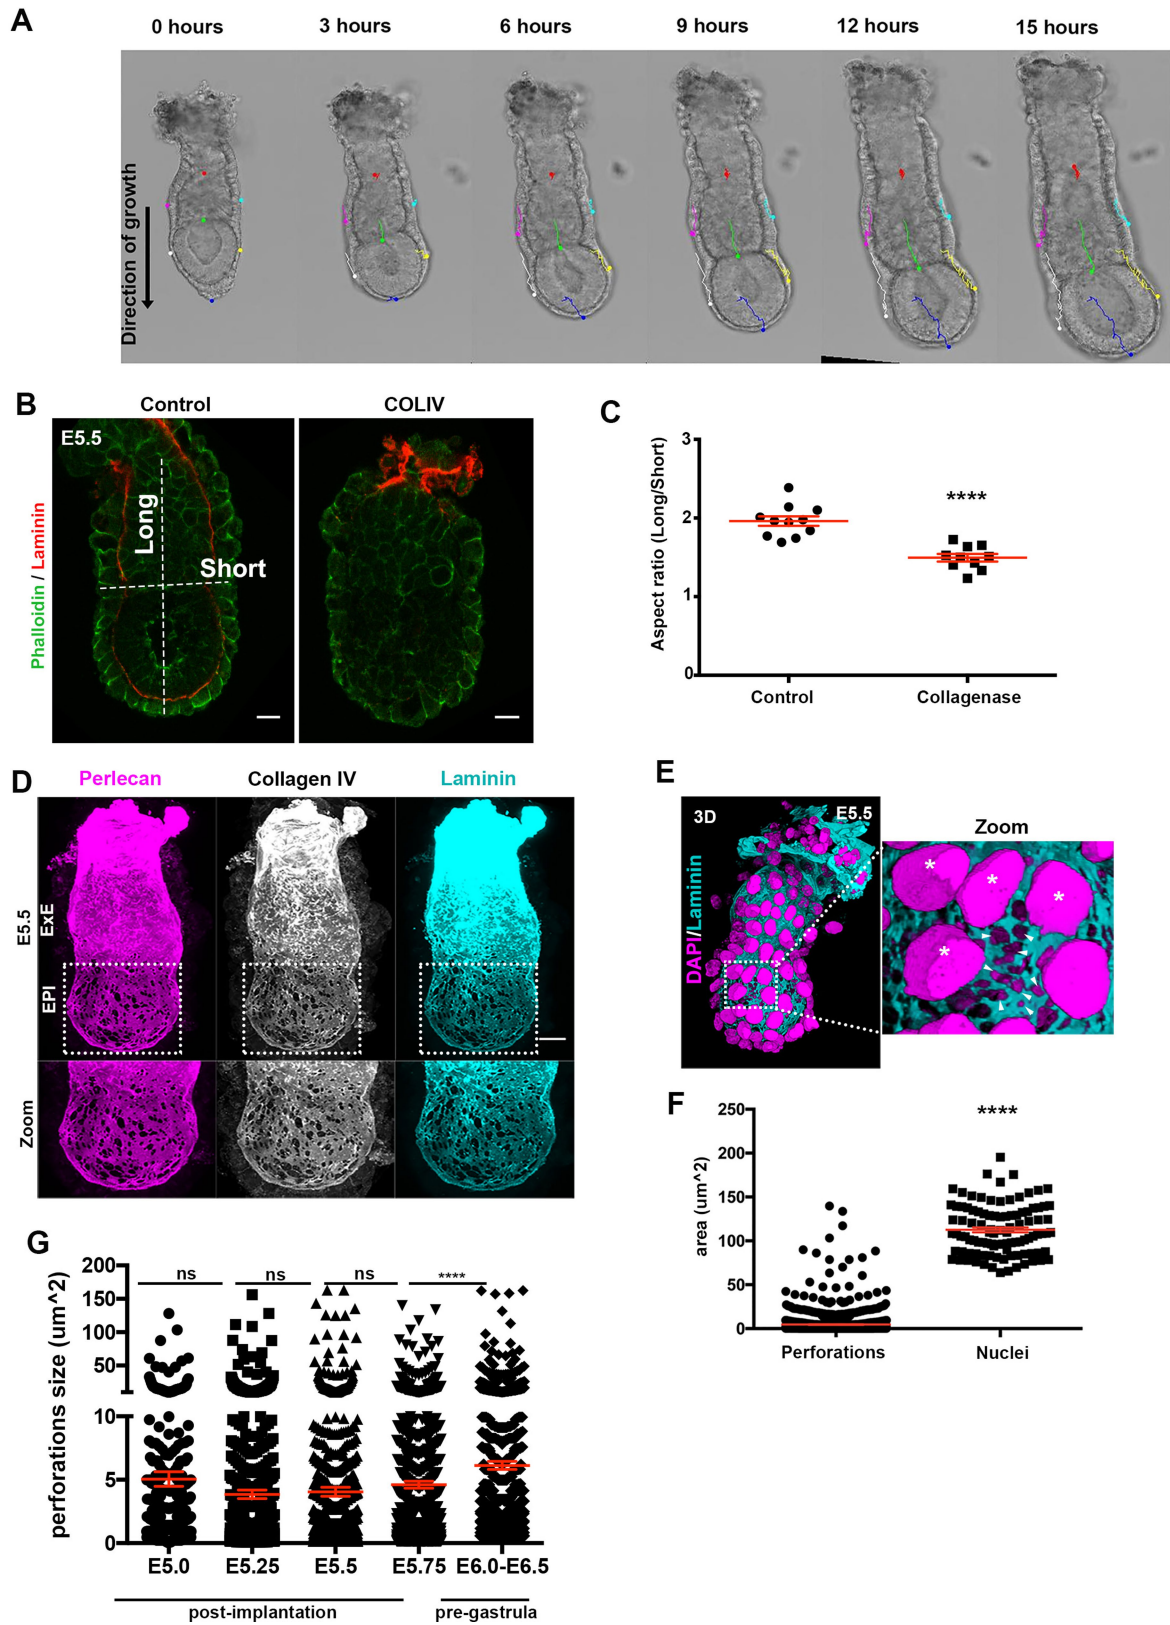 A
0 hours
3 hours
6 hours
9 hours
12 hours
15 hours
Direction of growth
B
Control
COLIV
E5.5
Long
Short
Phalloidin / Laminin
C
3
2
1
0
Aspect ratio (Long/Short)
****
Control
Collagenase
D
Perlecan
Collagen IV
Laminin
E5.5
ExE
EPI
Zoom
E
3D
E5.5
DAPI/Laminin
Zoom
*
*
*
*
F
250
200
150
100
50
0
area (um^2)
****
Perforations
Nuclei
G
perforations size (um^2)
200
150
100
50
10
5
0
ns
ns
ns
****
E5.0
E5.25
E5.5
E5.75
E6.0-E6.5
post-implantation
pre-gastrula